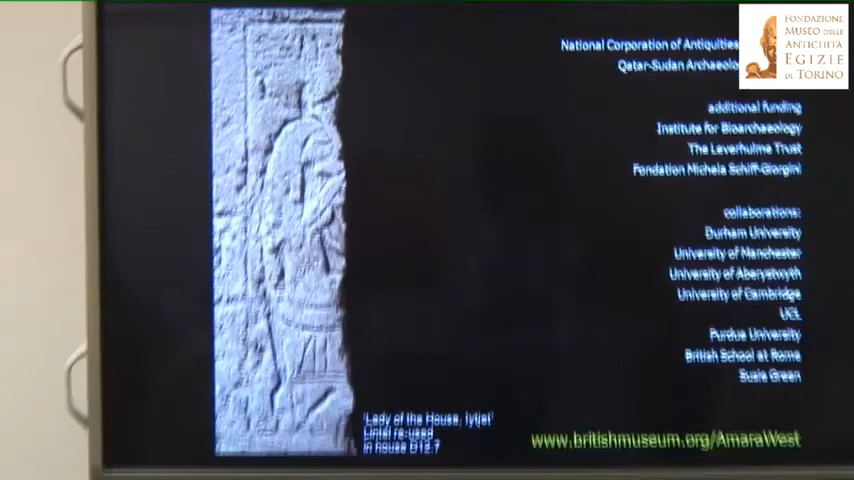 FONDAZIONE
MUSEO DELLE
ANTICHITÀ
EGIZIE
DI TORINO
National Corporation of Antiquities
Qatar-Sudan
additional funding
Institute for Bioarchaeology
The Leverhulme Trust
Fondation Michela Schiff-Giorgini
collaborations:
Durham University
University of Manchester
University of Aberystwyth
University of Cambridge
UCL
Purdue University
British School at Rome
Susie Green
'Lady of the House, Iytjet'
Lintel re-used
in house D12.7
www.britishmuseum.org/AmaraWest